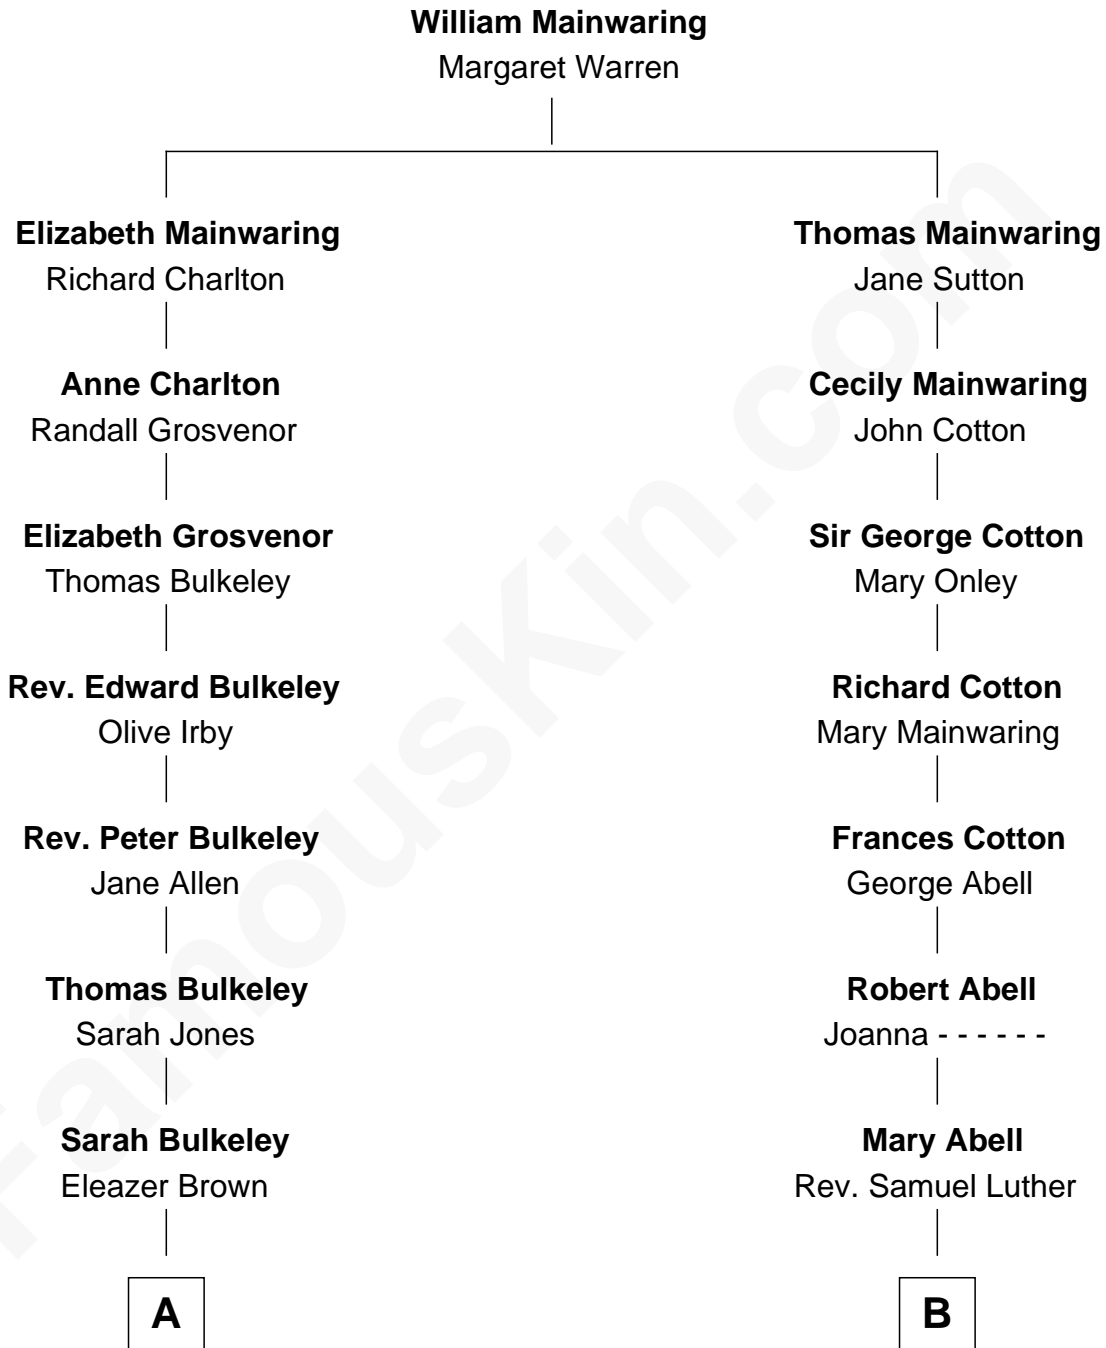 William Mainwaring
Margaret Warren
Elizabeth Mainwaring
Richard Charlton
Thomas Mainwaring
Jane Sutton
Anne Charlton
Randall Grosvenor
Cecily Mainwaring
John Cotton
Elizabeth Grosvenor
Thomas Bulkeley
Sir George Cotton
Mary Onley
Rev. Edward Bulkeley
Olive Irby
Richard Cotton
Mary Mainwaring
Rev. Peter Bulkeley
Jane Allen
Frances Cotton
George Abell
Thomas Bulkeley
Sarah Jones
Robert Abell
Joanna - - - - - -
Sarah Bulkeley
Eleazer Brown
Mary Abell
Rev. Samuel Luther
A
B
FamousKin.com